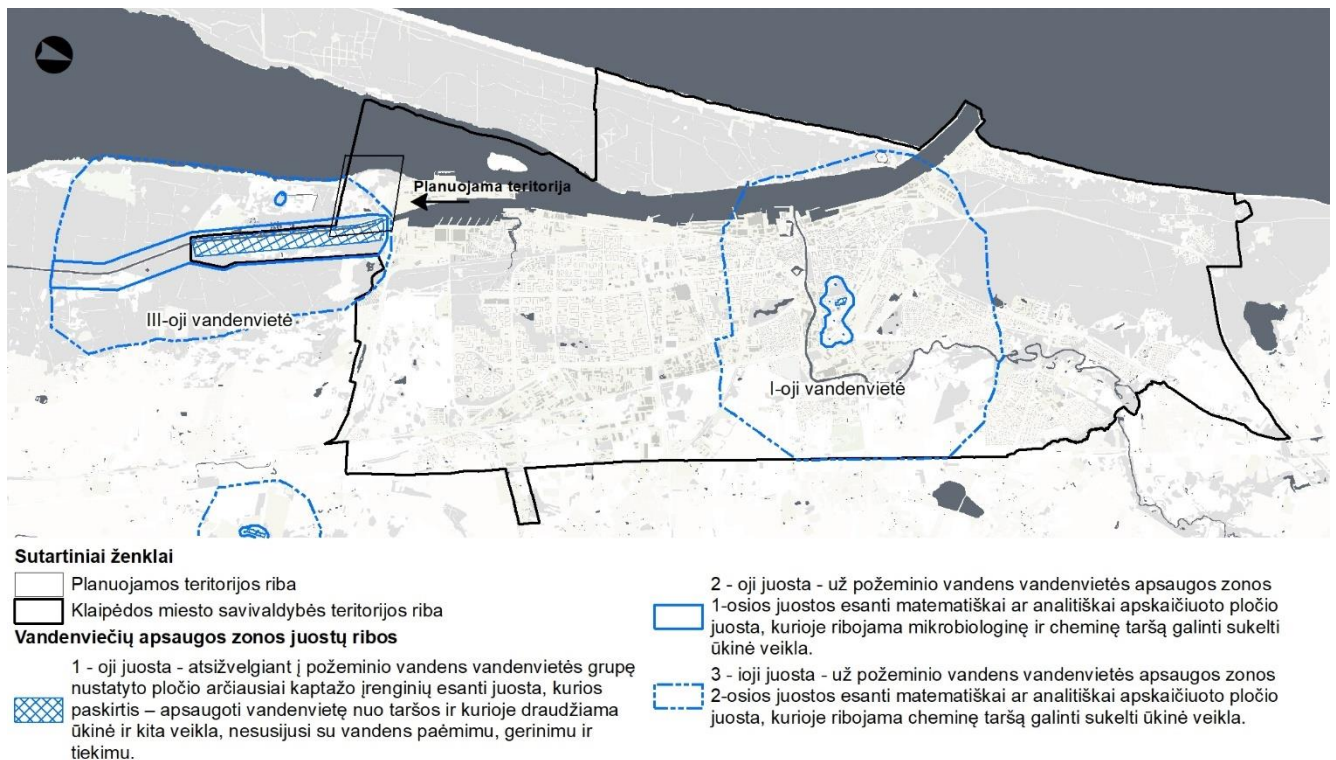 Planuojama teritorija
III-oji vandenvietė
I-oji vandenvietė
Sutartiniai ženklai
Planuojamos teritorijos riba
Klaipėdos miesto savivaldybės teritorijos riba
Vandenviečių apsaugos zonos juostų ribos
1 - oji juosta - atsižvelgiant į požeminio vandens vandenvietės grupę
nustatyto pločio arčiausiai kaptažo įrenginių esanti juosta, kurios
paskirtis – apsaugoti vandenvietę nuo taršos ir kurioje draudžiama
ūkinė ir kita veikla, nesusijusi su vandens paėmimu, gerinimu ir
tiekimu.
2 - oji juosta - už požeminio vandens vandenvietės apsaugos zonos
1-osios juostos esanti matematiškai ar analitiškai apskaičiuoto pločio
juosta, kurioje ribojama mikrobiologinę ir cheminę taršą galinti sukelti
ūkinė veikla.
3 - ioji juosta - už požeminio vandens vandenvietės apsaugos zonos
2-osios juostos esanti matematiškai ar analitiškai apskaičiuoto pločio
juosta, kurioje ribojama cheminę taršą galinti sukelti ūkinė veikla.